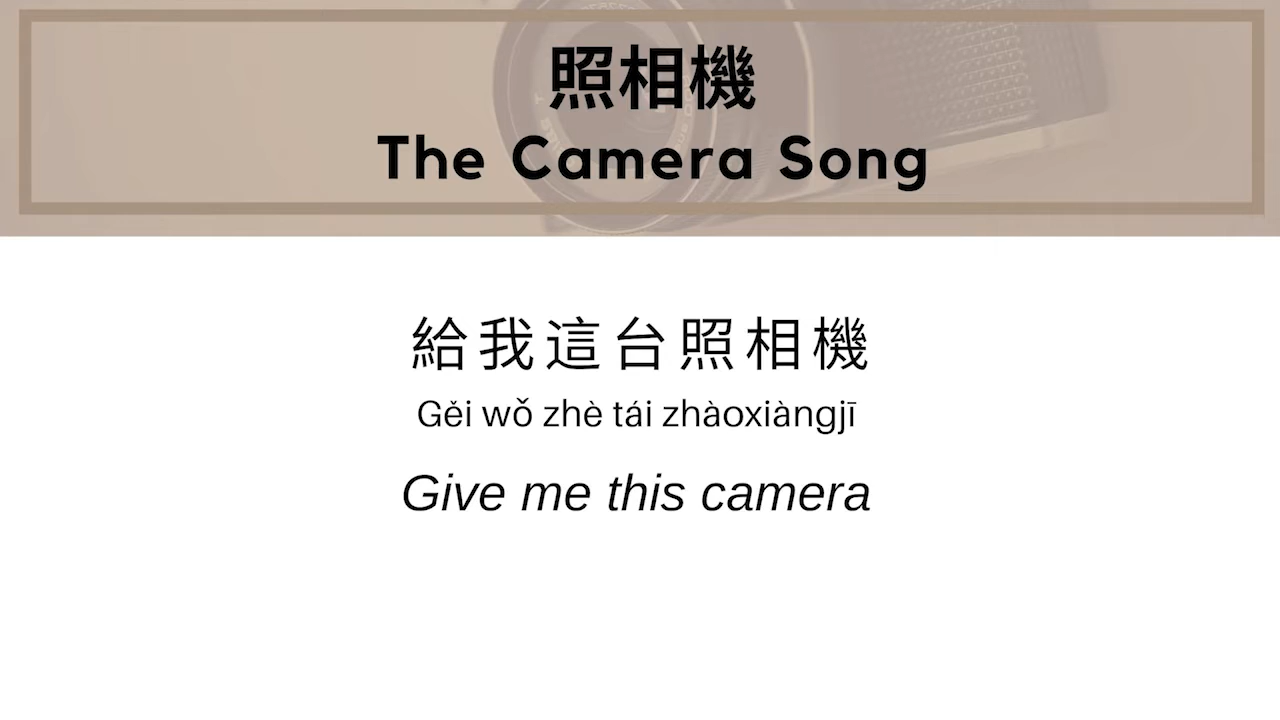 照相機
The Camera Song
給我這台照相機
Gěi wǒ zhè tái zhàoxiàngjī
Give me this camera